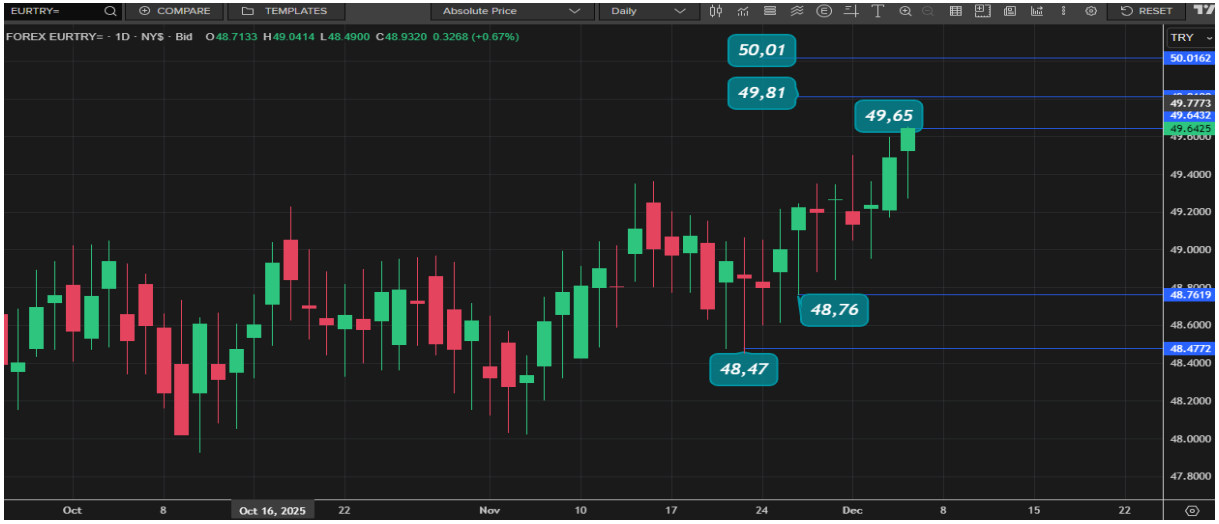 EURTRY=
COMPARE
TEMPLATES
Absolute Price
Daily
RESET
FOREX EURTRY= · 1D · NY$ · Bid O48.7133 H49.0414 L48.4900 C48.9320 0.3268 (+0.67%)
TRY
50,01
50.0162
49,81
49.7773
49,65
49.6432
49.6425
49.6000
49.4000
49.2000
49.0000
48.8000
48.7619
48,76
48.6000
48.4772
48,47
48.4000
48.2000
48.0000
47.8000
Oct 8 Oct 16, 2025 22 Nov 10 17 24 Dec 8 15 22